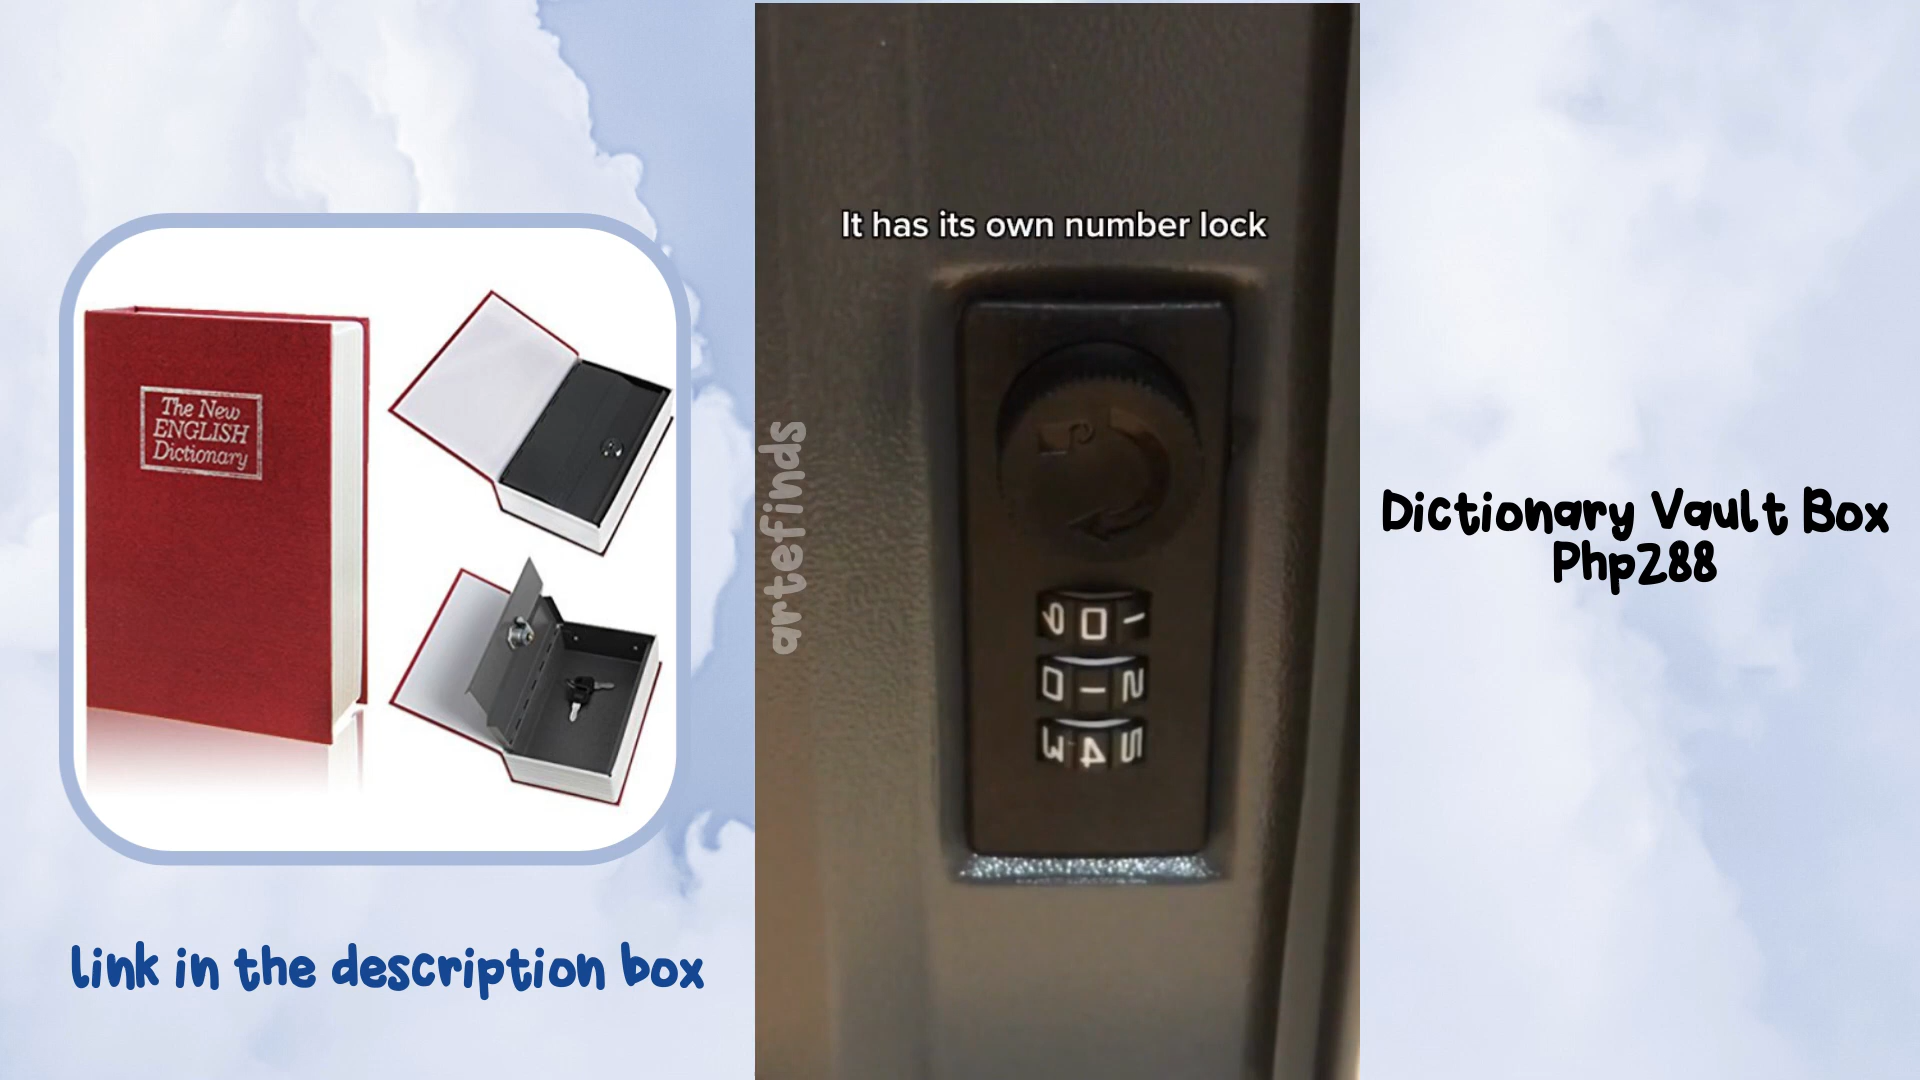 The New
ENGLISH
Dictionary
link in the description box
artefinds
It has its own number lock
Dictionary Vault Box
Php288